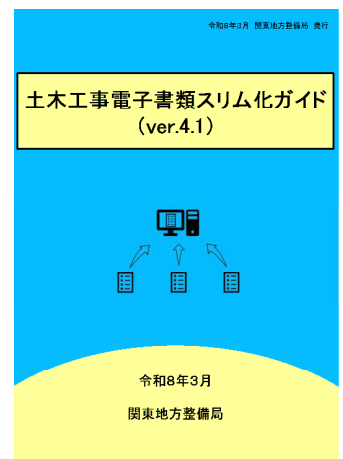 令和8年3月 関東地方整備局 発行
土木工事電子書類スリム化ガイド
（ver.4.1）
令和8年3月
関東地方整備局